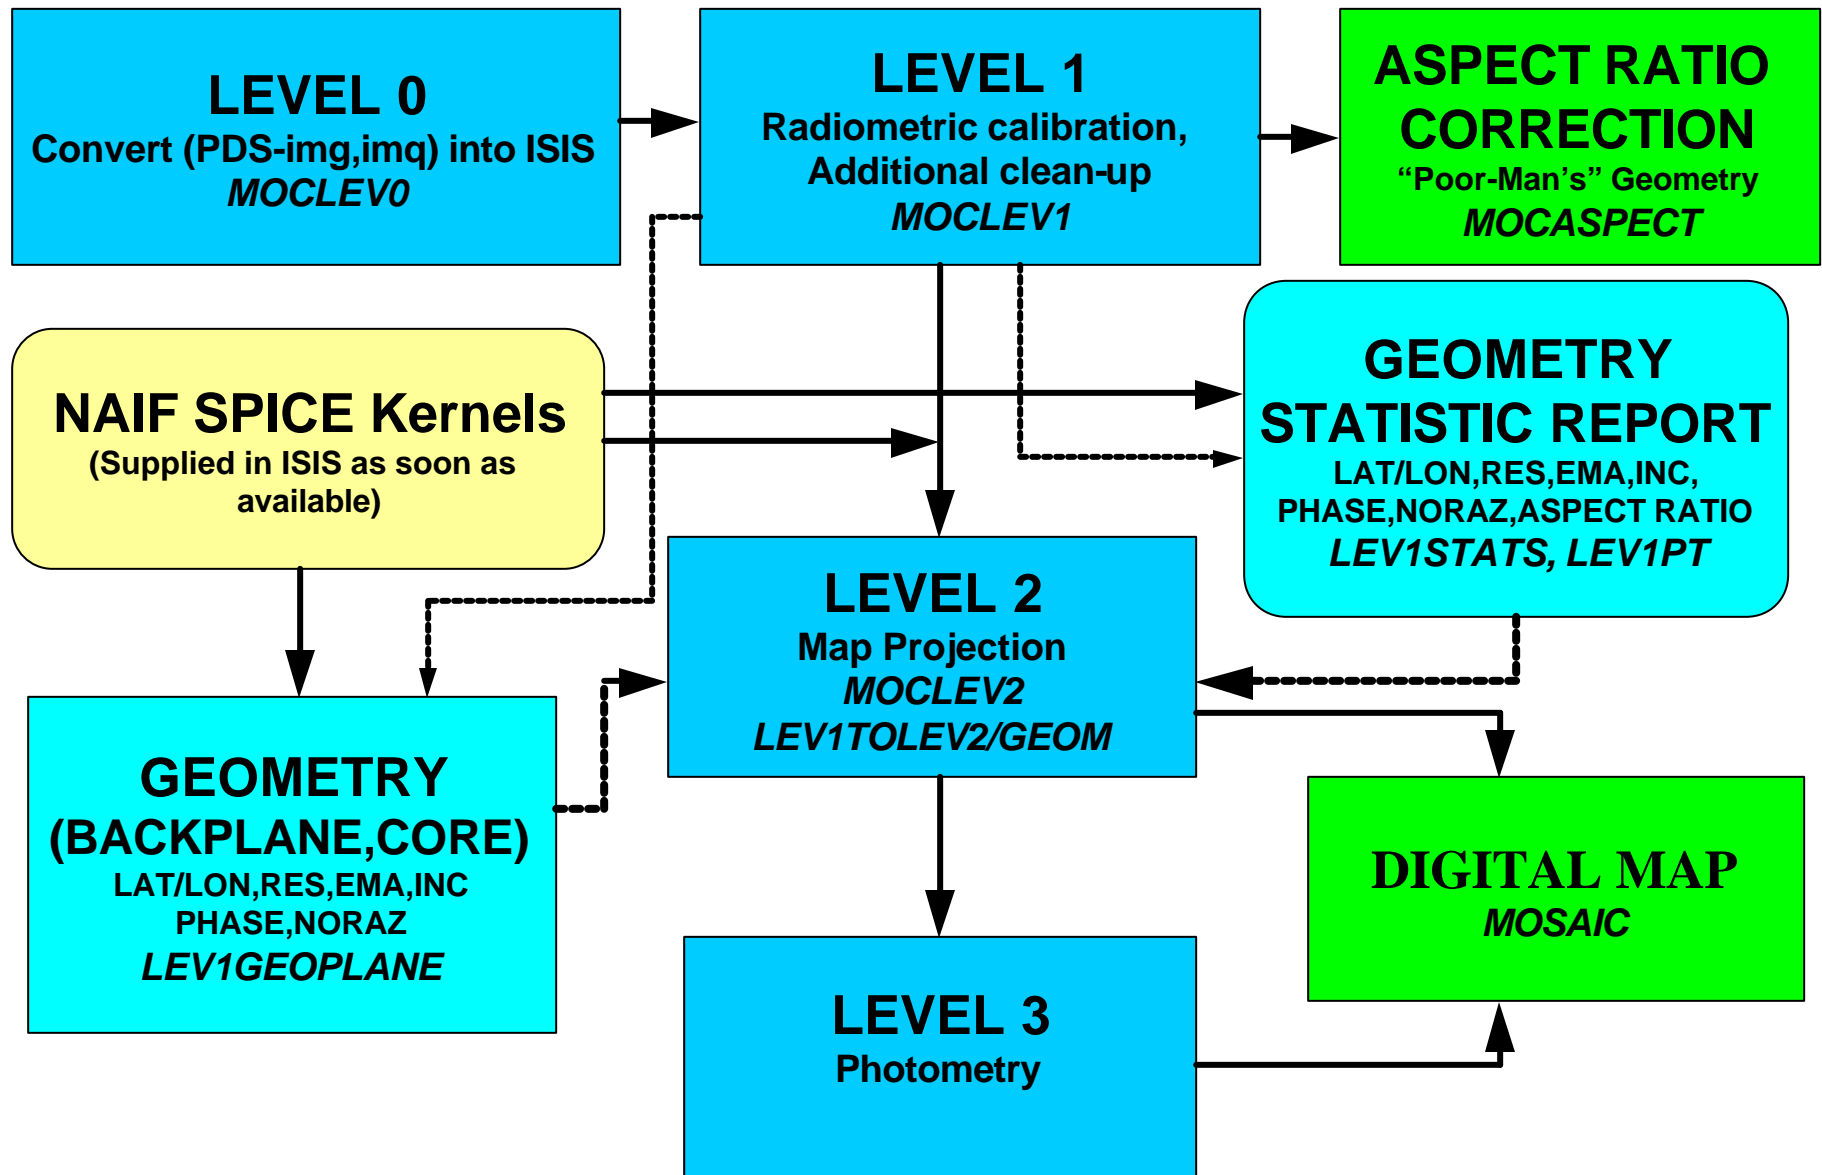 LEVEL 0
Convert (PDS-img,imq) into ISIS
MOCLEV0
LEVEL 1
Radiometric calibration,
Additional clean-up
MOCLEV1
ASPECT RATIO
CORRECTION
“Poor-Man’s” Geometry
MOCASPECT
NAIF SPICE Kernels
(Supplied in ISIS as soon as
available)
GEOMETRY
STATISTIC REPORT
LAT/LON,RES,EMA,INC,
PHASE,NORAZ,ASPECT RATIO
LEV1STATS, LEV1PT
LEVEL 2
Map Projection
MOCLEV2
LEV1TOLEV2/GEOM
GEOMETRY
(BACKPLANE,CORE)
LAT/LON,RES,EMA,INC
PHASE,NORAZ
LEV1GEOPLANE
DIGITAL MAP
MOSAIC
LEVEL 3
Photometry